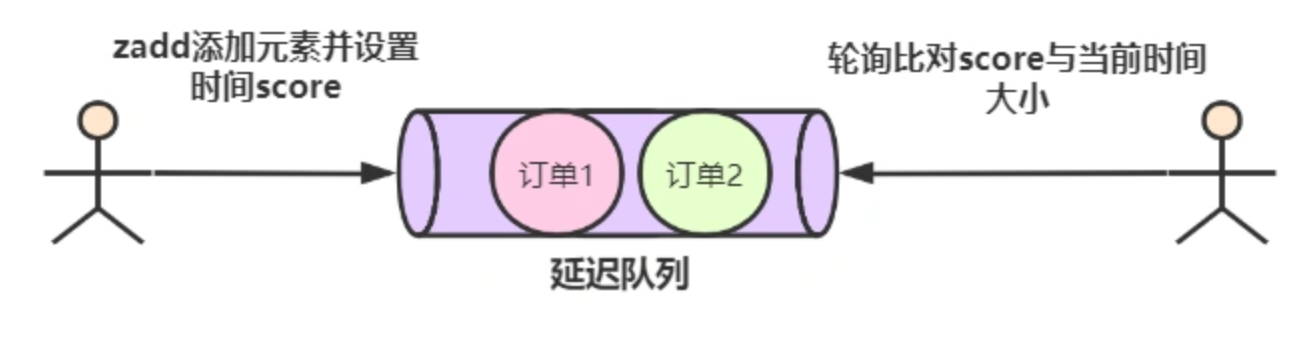 zadd添加元素并设置
时间score
轮询比对score与当前时间
大小
订单1
订单2
延迟队列